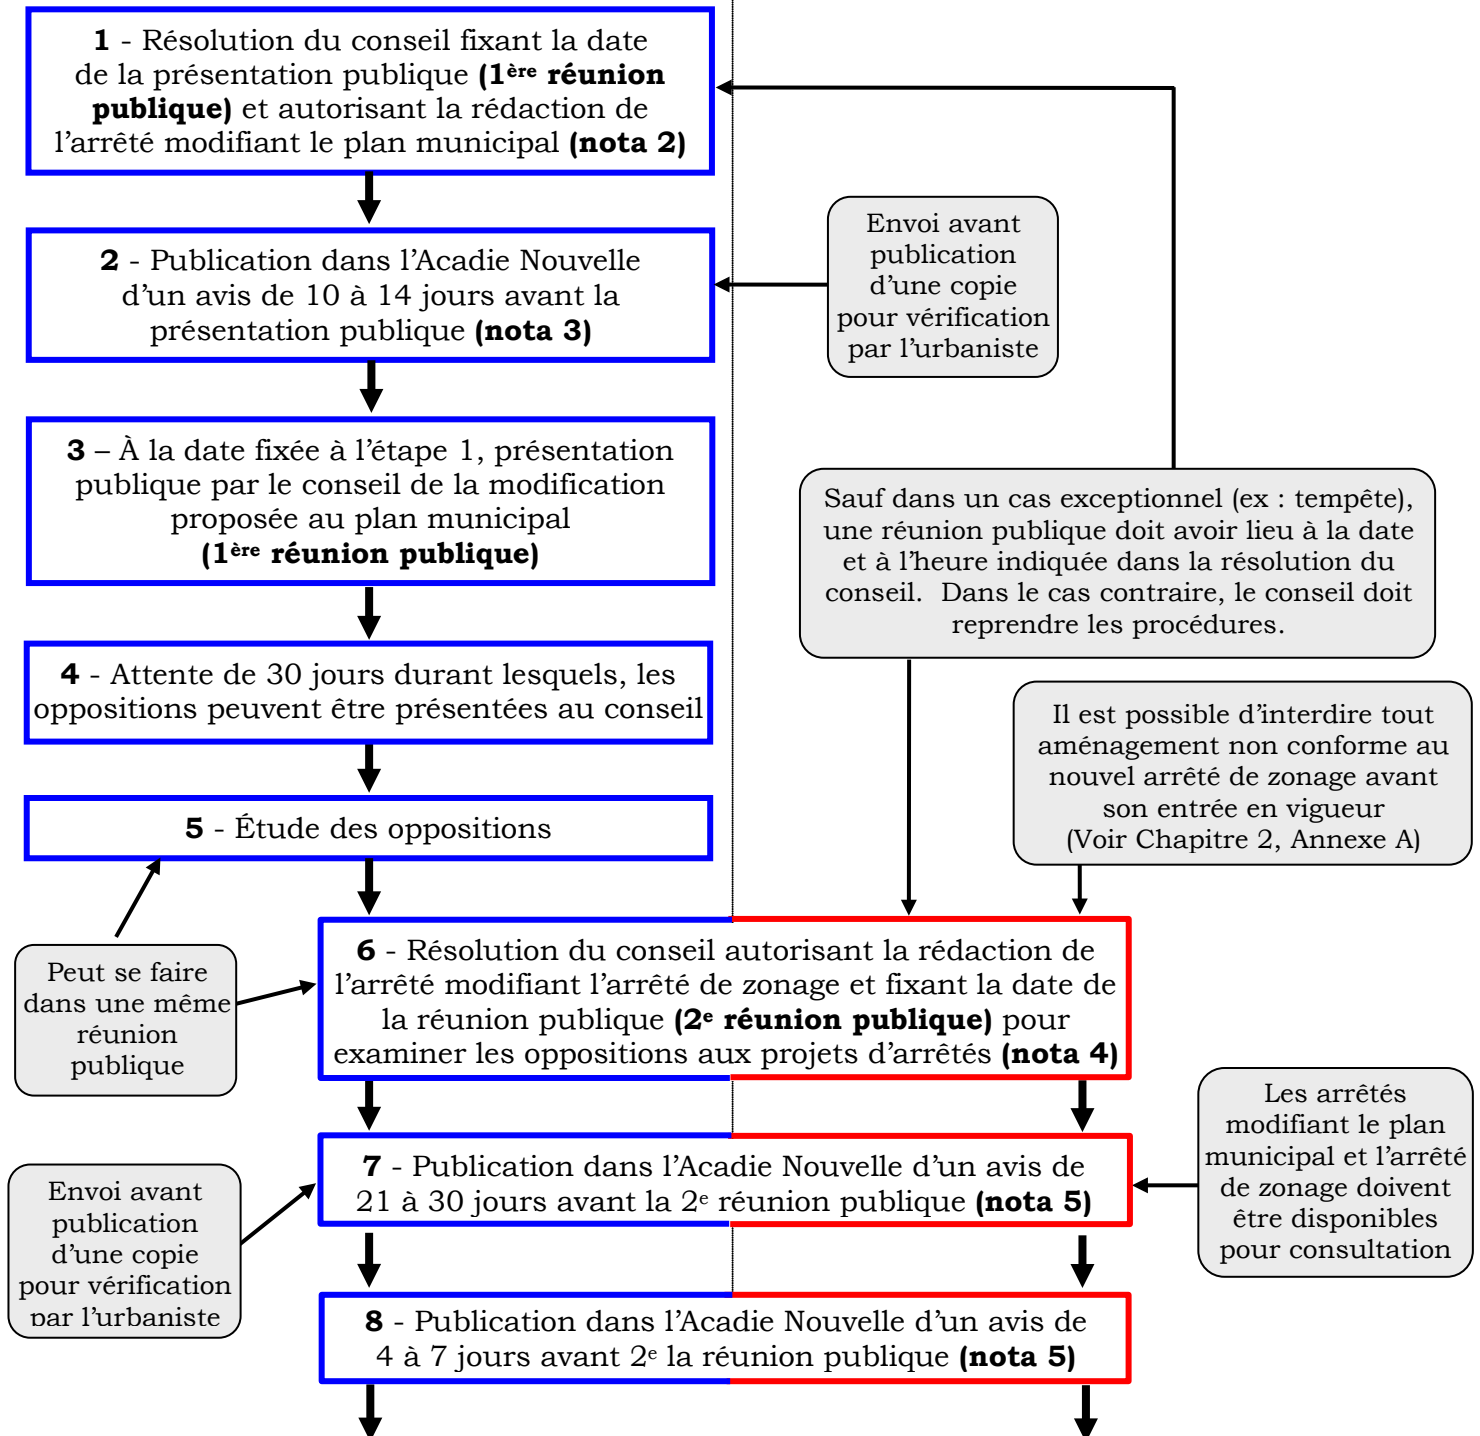 1 - Résolution du conseil fixant la date
de la présentation publique (1ère réunion
publique) et autorisant la rédaction de
l'arrêté modifiant le plan municipal (nota 2)
2 - Publication dans l'Acadie Nouvelle
d'un avis de 10 à 14 jours avant la
présentation publique (nota 3)
Envoi avant
publication
d'une copie
pour vérification
par l'urbaniste
3 – À la date fixée à l'étape 1, présentation
publique par le conseil de la modification
proposée au plan municipal
(1ère réunion publique)
Sauf dans un cas exceptionnel (ex : tempête),
une réunion publique doit avoir lieu à la date
et à l'heure indiquée dans la résolution du
conseil. Dans le cas contraire, le conseil doit
reprendre les procédures.
4 - Attente de 30 jours durant lesquels, les
oppositions peuvent être présentées au conseil
Il est possible d'interdire tout
aménagement non conforme au
nouvel arrêté de zonage avant
son entrée en vigueur
(Voir Chapitre 2, Annexe A)
5 - Étude des oppositions
Peut se faire
dans une même
réunion
publique
6 - Résolution du conseil autorisant la rédaction de
l'arrêté modifiant l'arrêté de zonage et fixant la date de
la réunion publique (2e réunion publique) pour
examiner les oppositions aux projets d'arrêtés (nota 4)
Les arrêtés
modifiant le plan
municipal et l'arrêté
de zonage doivent
être disponibles
pour consultation
7 - Publication dans l'Acadie Nouvelle d'un avis de
21 à 30 jours avant la 2e réunion publique (nota 5)
Envoi avant
publication
d'une copie
pour vérification
par l'urbaniste
8 - Publication dans l'Acadie Nouvelle d'un avis de
4 à 7 jours avant 2e la réunion publique (nota 5)